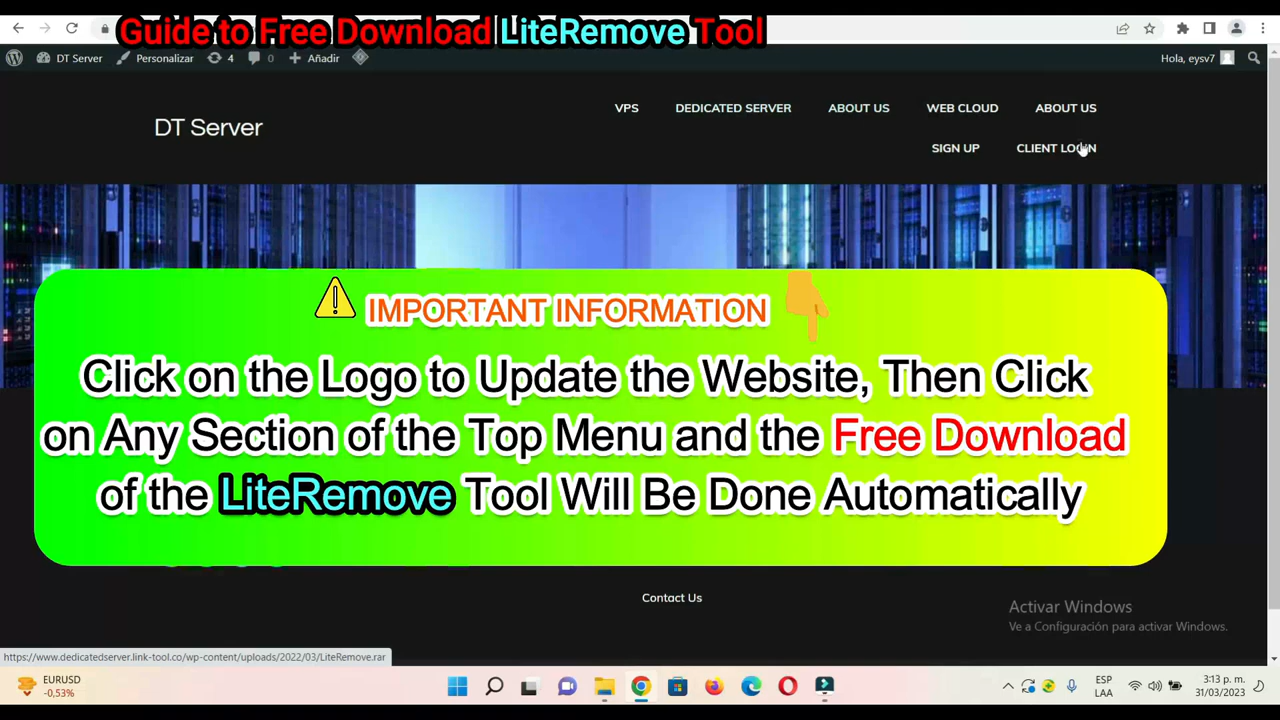 Guide to Free Download LiteRemove Tool
DT Server Personalizar 4 0 Añadir Hola, eysv7
VPS DEDICATED SERVER ABOUT US WEB CLOUD ABOUT US
DT Server
SIGN UP CLIENT LOGIN
IMPORTANT INFORMATION
Click on the Logo to Update the Website, Then Click
on Any Section of the Top Menu and the Free Download
of the LiteRemove Tool Will Be Done Automatically
Contact Us
Activar Windows
Ve a Configuración para activar Windows.
https://www.dedicatedserver.link-tool.co/wp-content/uploads/2022/03/LiteRemove.rar
EURUSD
-0,53%
ESP
LAA
3:13 p. m.
31/03/2023